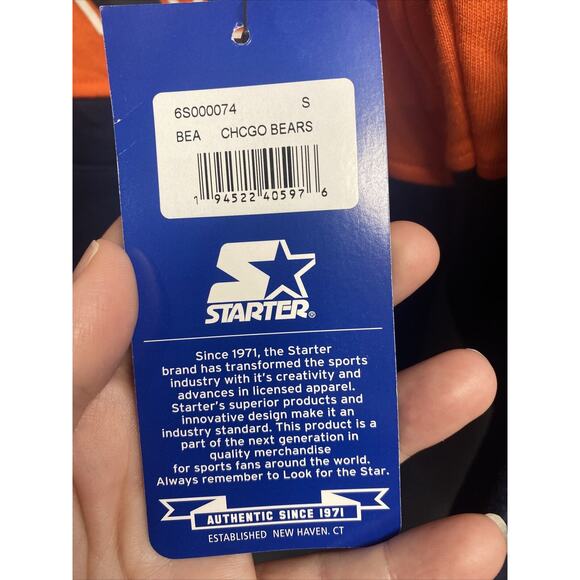 6S000074 S
BEA CHCGO BEARS
1 94522 40597 6
STARTER®
Since 1971, the Starter
brand has transformed the sports
industry with it's creativity and
advances in licensed apparel.
Starter's superior products and
innovative design make it an
industry standard. This product is a
part of the next generation in
quality merchandise
for sports fans around the world.
Always remember to Look for the Star.
AUTHENTIC SINCE 1971
ESTABLISHED NEW HAVEN. CT